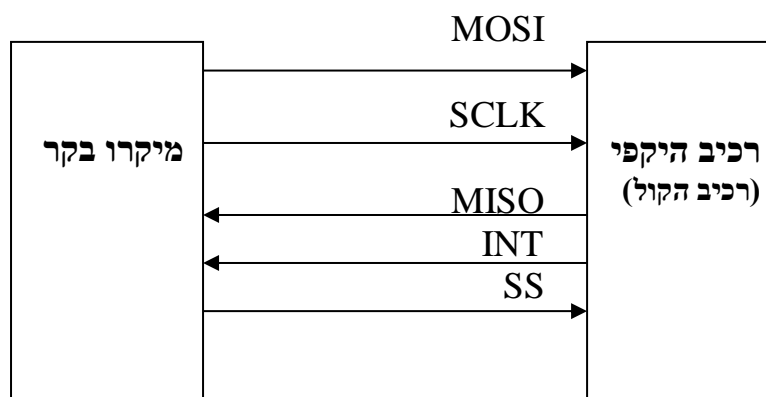 MOSI
SCLK
מיקרו בקר
רכיב היקפי
(רכיב הקול)
MISO
INT
SS